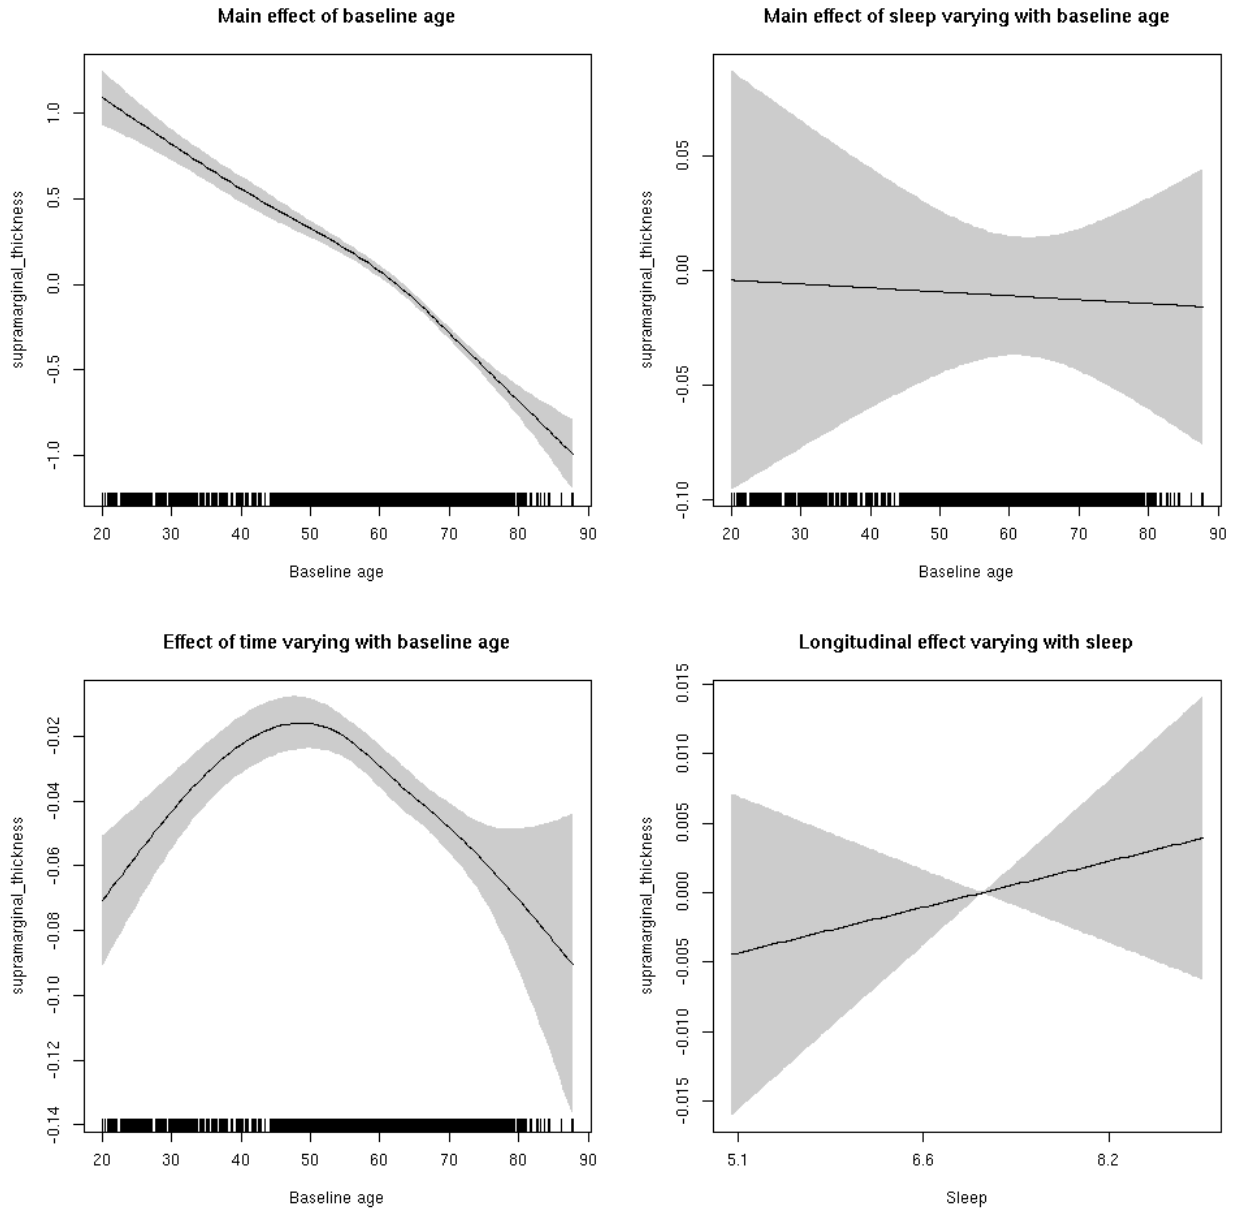 Main effect of baseline age
supramarginal_thickness
1.0
0.5
0.0
-0.5
-1.0
20 30 40 50 60 70 80 90
Baseline age
Main effect of sleep varying with baseline age
supramarginal_thickness
0.05
0.00
-0.05
-0.10
20 30 40 50 60 70 80 90
Baseline age
Effect of time varying with baseline age
supramarginal_thickness
-0.02
-0.04
-0.06
-0.08
-0.10
-0.12
-0.14
20 30 40 50 60 70 80 90
Baseline age
Longitudinal effect varying with sleep
supramarginal_thickness
0.015
0.010
0.005
0.000
-0.005
-0.010
-0.015
5.1 6.6 8.2
Sleep